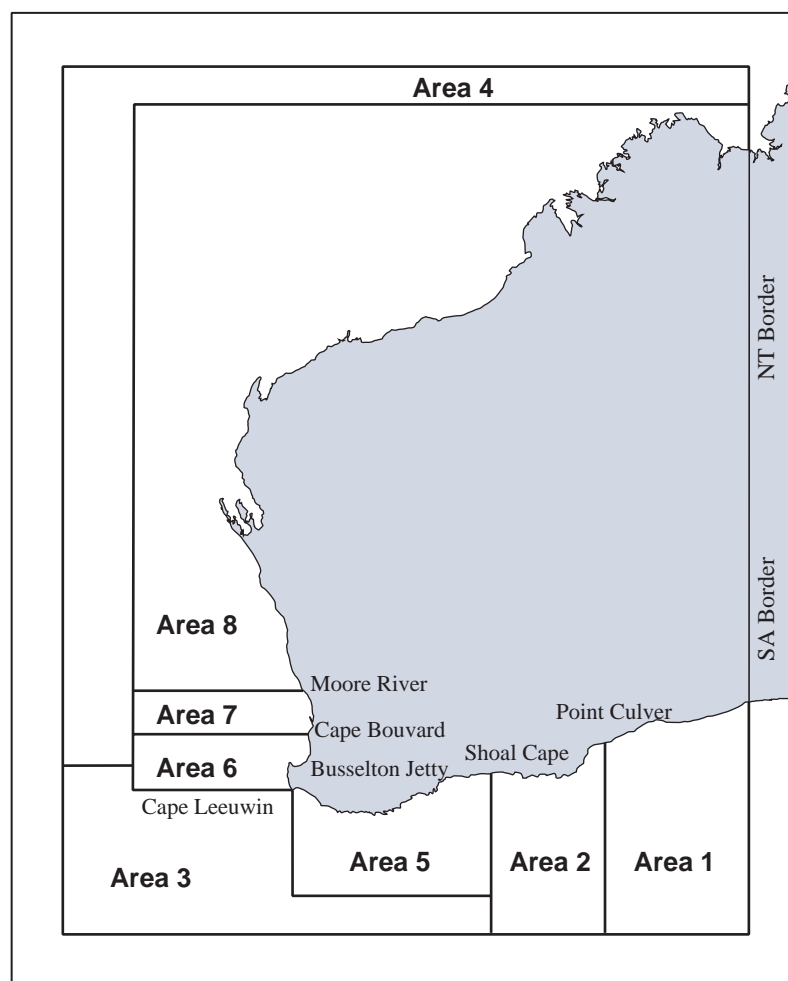 Area 4
NT Border
SA Border
Area 8
Moore River
Area 7
Point Culver
Cape Bouvard
Shoal Cape
Area 6
Busselton Jetty
Cape Leeuwin
Area 3
Area 5
Area 2
Area 1